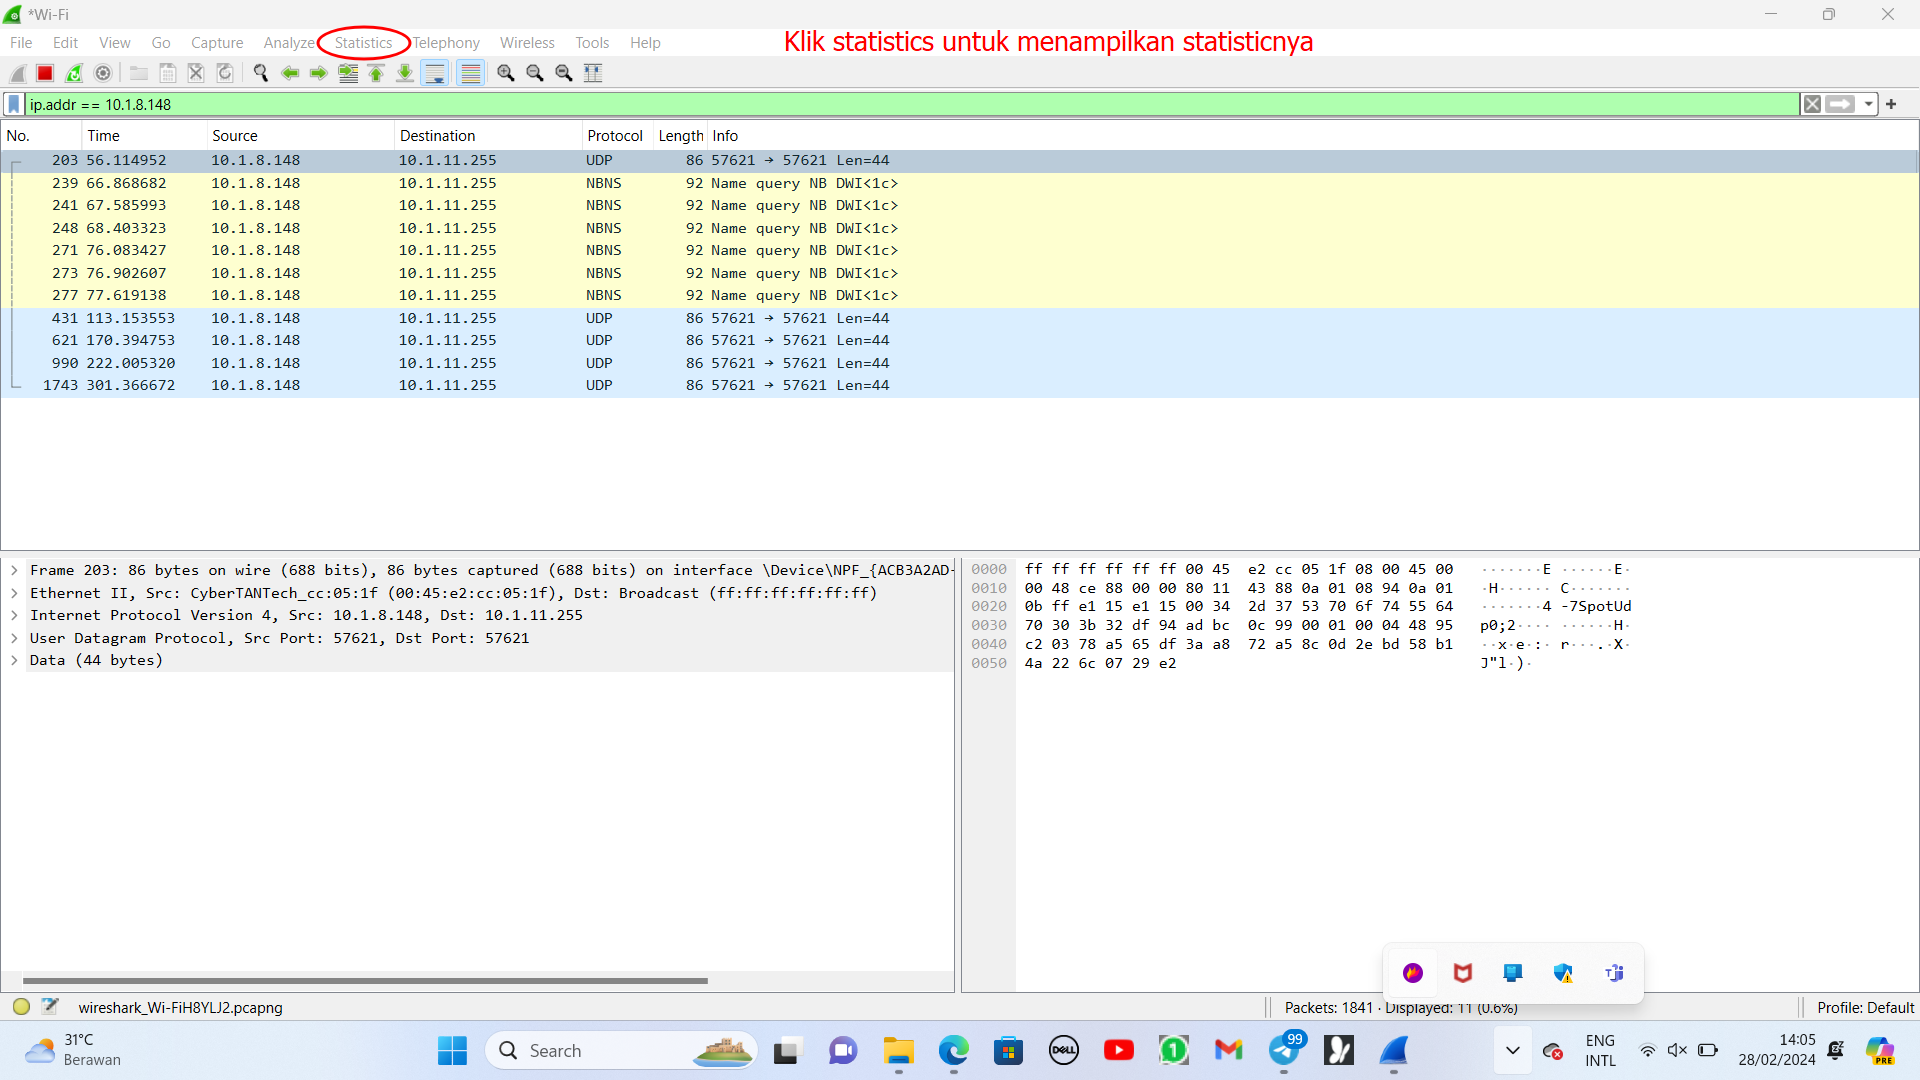 *Wi-Fi
File Edit View Go Capture Analyze Statistics Telephony Wireless Tools Help
Klik statistics untuk menampilkan statisticnya
ip.addr == 10.1.8.148
No. Time Source Destination Protocol Length Info
203 56.114952 10.1.8.148 10.1.11.255 UDP 86 57621 → 57621 Len=44
239 66.868682 10.1.8.148 10.1.11.255 NBNS 92 Name query NB DWI<1c>
241 67.585993 10.1.8.148 10.1.11.255 NBNS 92 Name query NB DWI<1c>
248 68.403323 10.1.8.148 10.1.11.255 NBNS 92 Name query NB DWI<1c>
271 76.083427 10.1.8.148 10.1.11.255 NBNS 92 Name query NB DWI<1c>
273 76.902607 10.1.8.148 10.1.11.255 NBNS 92 Name query NB DWI<1c>
277 77.619138 10.1.8.148 10.1.11.255 NBNS 92 Name query NB DWI<1c>
431 113.153553 10.1.8.148 10.1.11.255 UDP 86 57621 → 57621 Len=44
621 170.394753 10.1.8.148 10.1.11.255 UDP 86 57621 → 57621 Len=44
990 222.005320 10.1.8.148 10.1.11.255 UDP 86 57621 → 57621 Len=44
1743 301.366672 10.1.8.148 10.1.11.255 UDP 86 57621 → 57621 Len=44
Frame 203: 86 bytes on wire (688 bits), 86 bytes captured (688 bits) on interface \Device\NPF_{ACB3A2AD-
Ethernet II, Src: CyberTANTech_cc:05:1f (00:45:e2:cc:05:1f), Dst: Broadcast (ff:ff:ff:ff:ff:ff)
Internet Protocol Version 4, Src: 10.1.8.148, Dst: 10.1.11.255
User Datagram Protocol, Src Port: 57621, Dst Port: 57621
Data (44 bytes)
0000 ff ff ff ff ff ff 00 45 e2 cc 05 1f 08 00 45 00 ·······E ······E·
0010 00 48 ce 88 00 00 80 11 43 88 0a 01 08 94 0a 01 ·H······ C·······
0020 0b ff e1 15 e1 15 00 34 2d 37 53 70 6f 74 55 64 ·······4 -7SpotUd
0030 70 30 3b 32 df 94 ad bc 0c 99 00 01 00 04 48 95 p0;2···· ······H·
0040 c2 03 78 a5 65 df 3a a8 72 a5 8c 0d 2e bd 58 b1 ··x·e·:· r···.·X·
0050 4a 22 6c 07 29 e2 J"l·)·
wireshark_Wi-FiH8YLJ2.pcapng
Packets: 1841 · Displayed: 11 (0.6%)
Profile: Default
31°C
Berawan
Search
DELL
1
99
ENG
INTL
14:05
28/02/2024
PRE